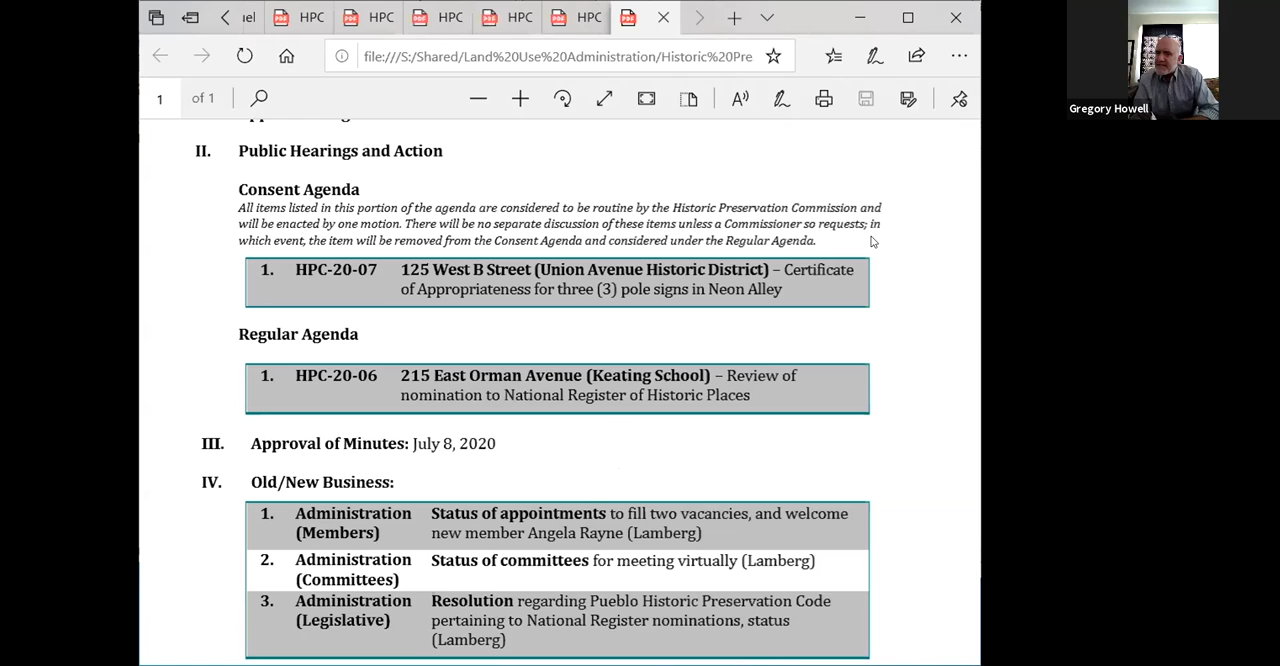 uel HPC HPC HPC HPC HPC
file:///S:/Shared/Land%20Use%20Administration/Historic%20Pre
1 of 1
Gregory Howell
II. Public Hearings and Action
Consent Agenda
All items listed in this portion of the agenda are considered to be routine by the Historic Preservation Commission and
will be enacted by one motion. There will be no separate discussion of these items unless a Commissioner so requests; in
which event, the item will be removed from the Consent Agenda and considered under the Regular Agenda.
1. HPC-20-07 125 West B Street (Union Avenue Historic District) – Certificate
of Appropriateness for three (3) pole signs in Neon Alley
Regular Agenda
1. HPC-20-06 215 East Orman Avenue (Keating School) – Review of
nomination to National Register of Historic Places
III. Approval of Minutes: July 8, 2020
IV. Old/New Business:
1. Administration Status of appointments to fill two vacancies, and welcome
(Members) new member Angela Rayne (Lamberg)
2. Administration Status of committees for meeting virtually (Lamberg)
(Committees)
3. Administration Resolution regarding Pueblo Historic Preservation Code
(Legislative) pertaining to National Register nominations, status
(Lamberg)